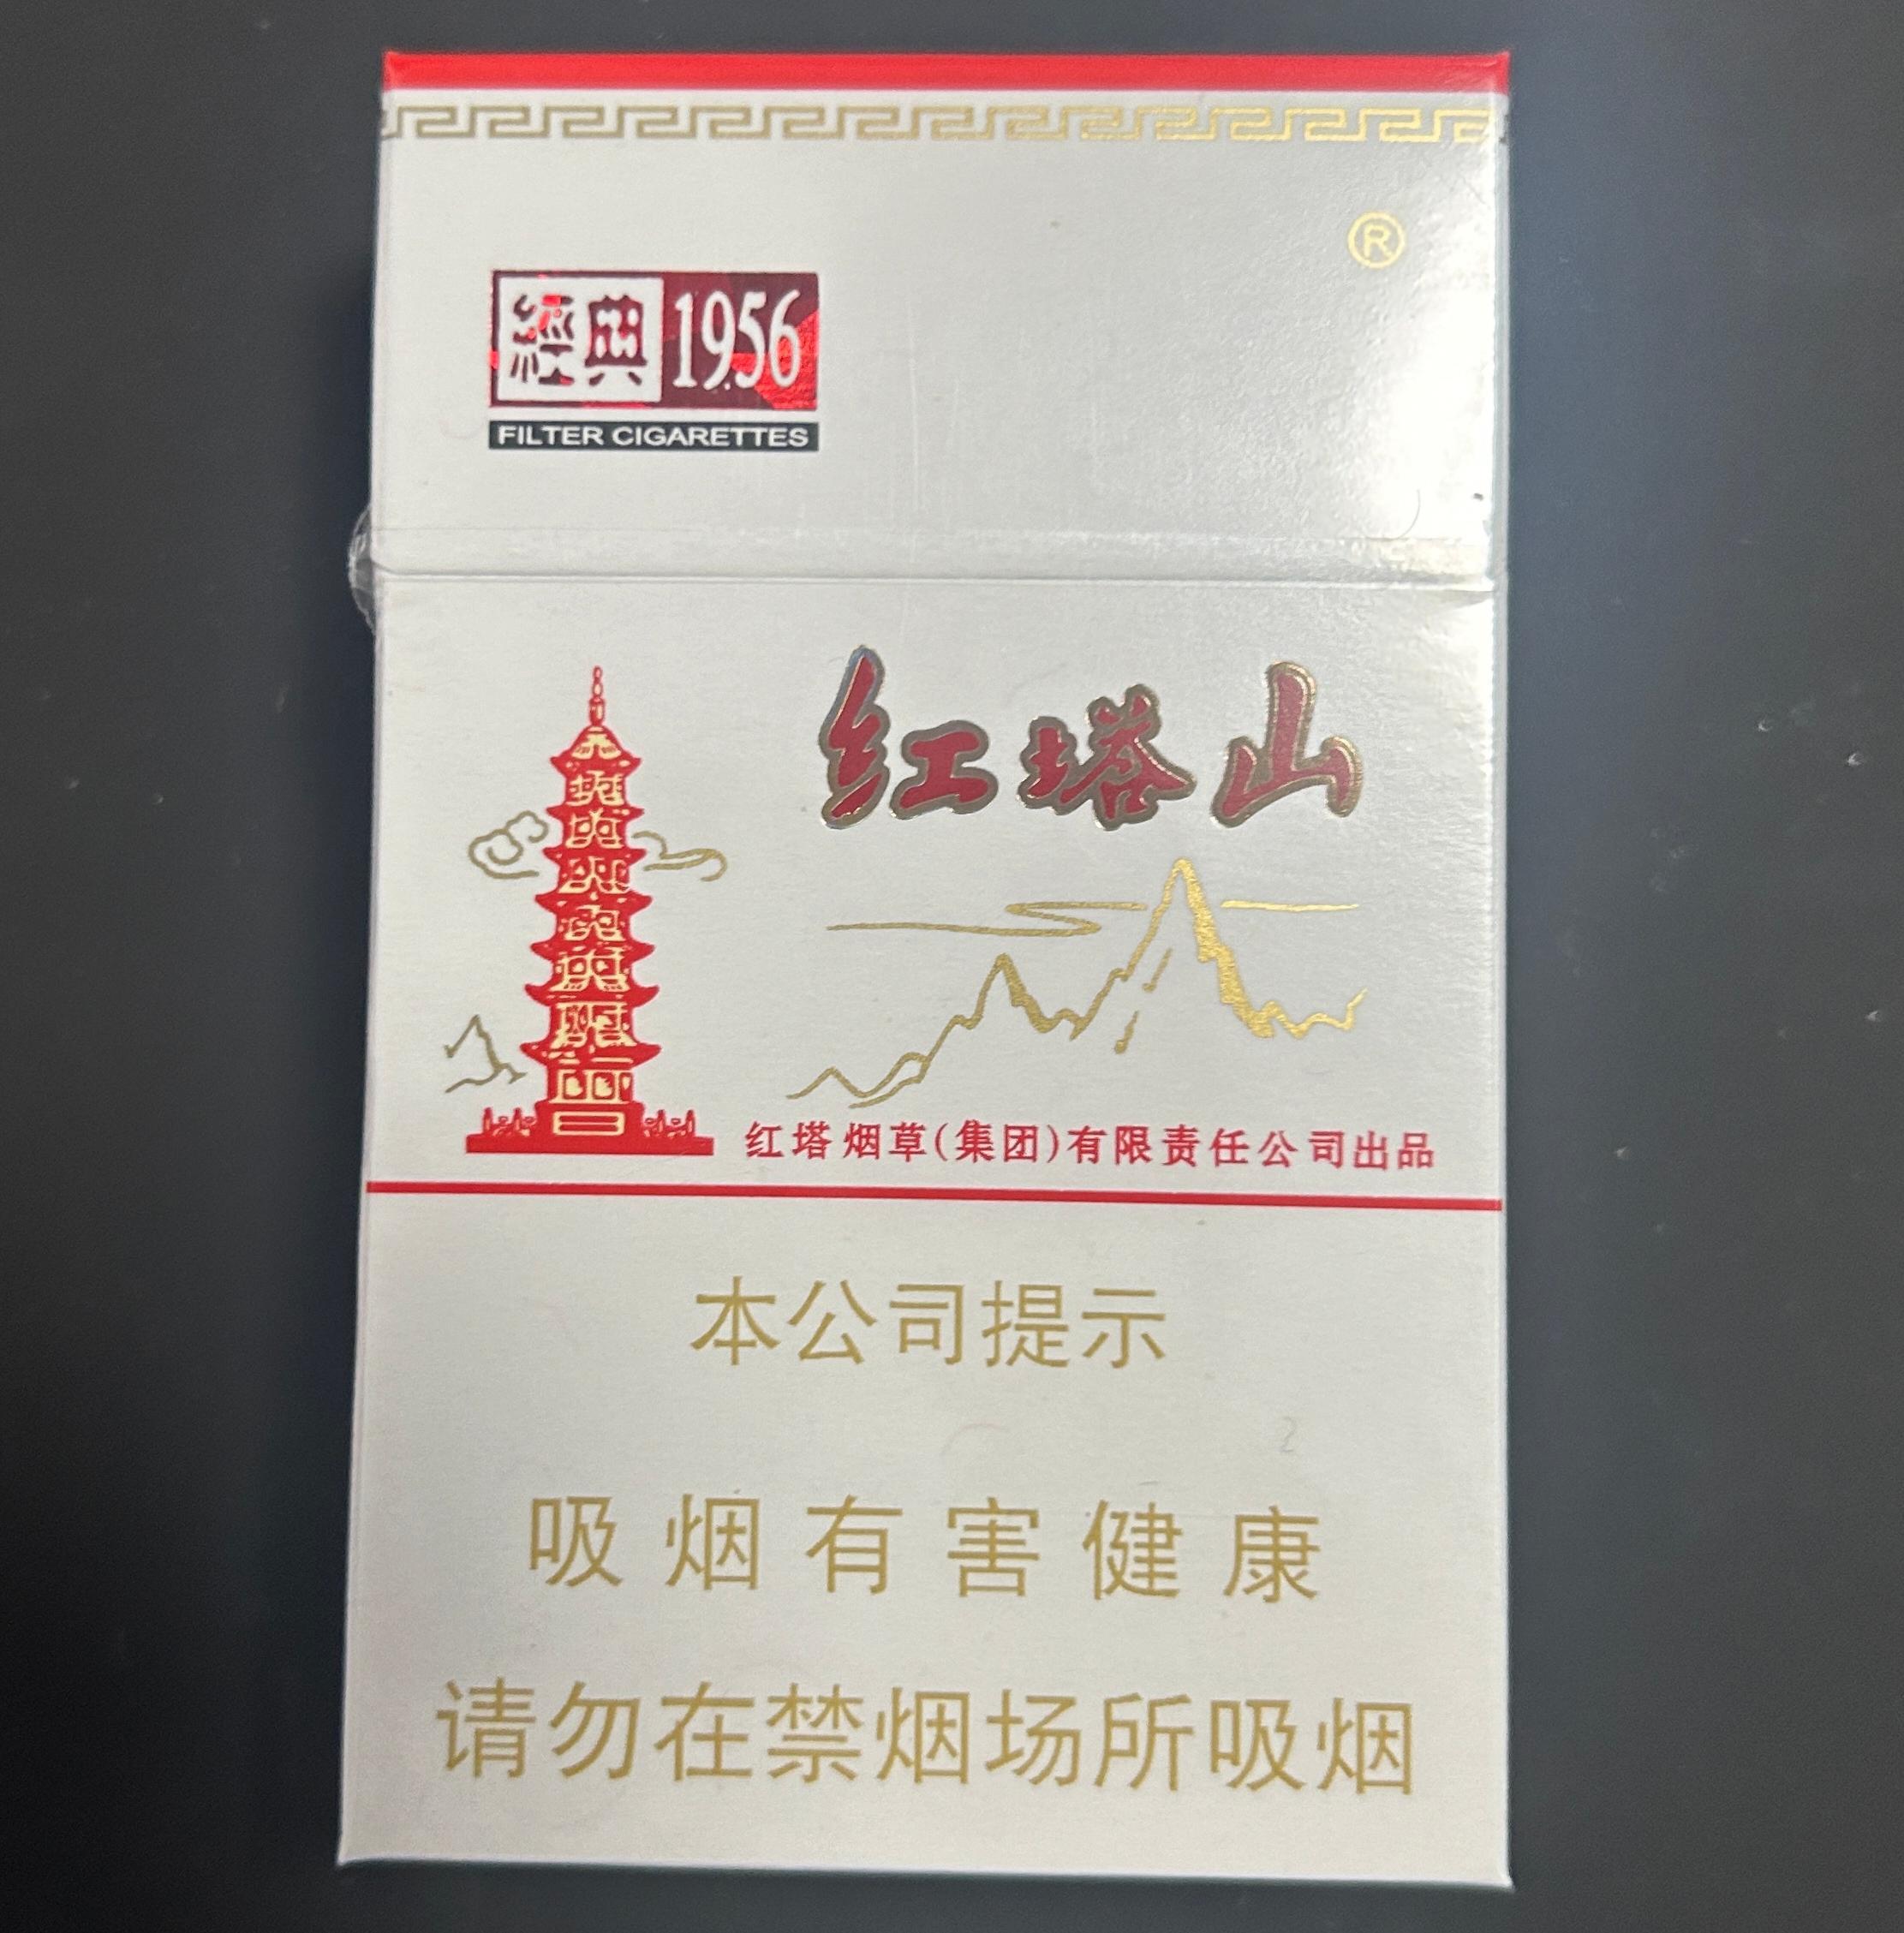 ®
經典 1956
FILTER CIGARETTES
红塔山
红塔烟草(集团)有限责任公司出品
本公司提示
吸烟有害健康
请勿在禁烟场所吸烟